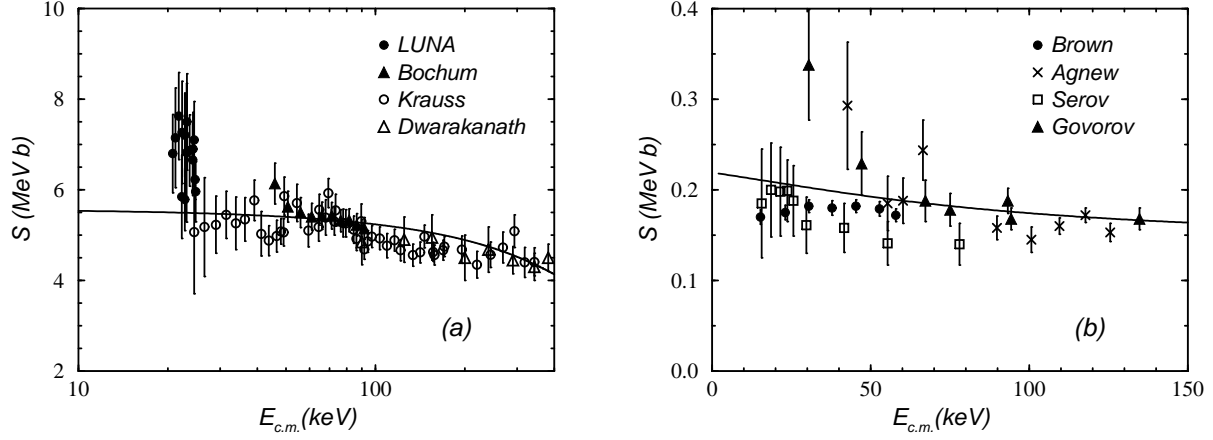 10
8
6
4
2
S (MeV b)
LUNA
Bochum
Krauss
Dwarakanath
(a)
10
100
E_c.m.(keV)
0.4
0.3
0.2
0.1
0.0
S (MeV b)
Brown
Agnew
Serov
Govorov
(b)
0
50
100
150
E_c.m.(keV)